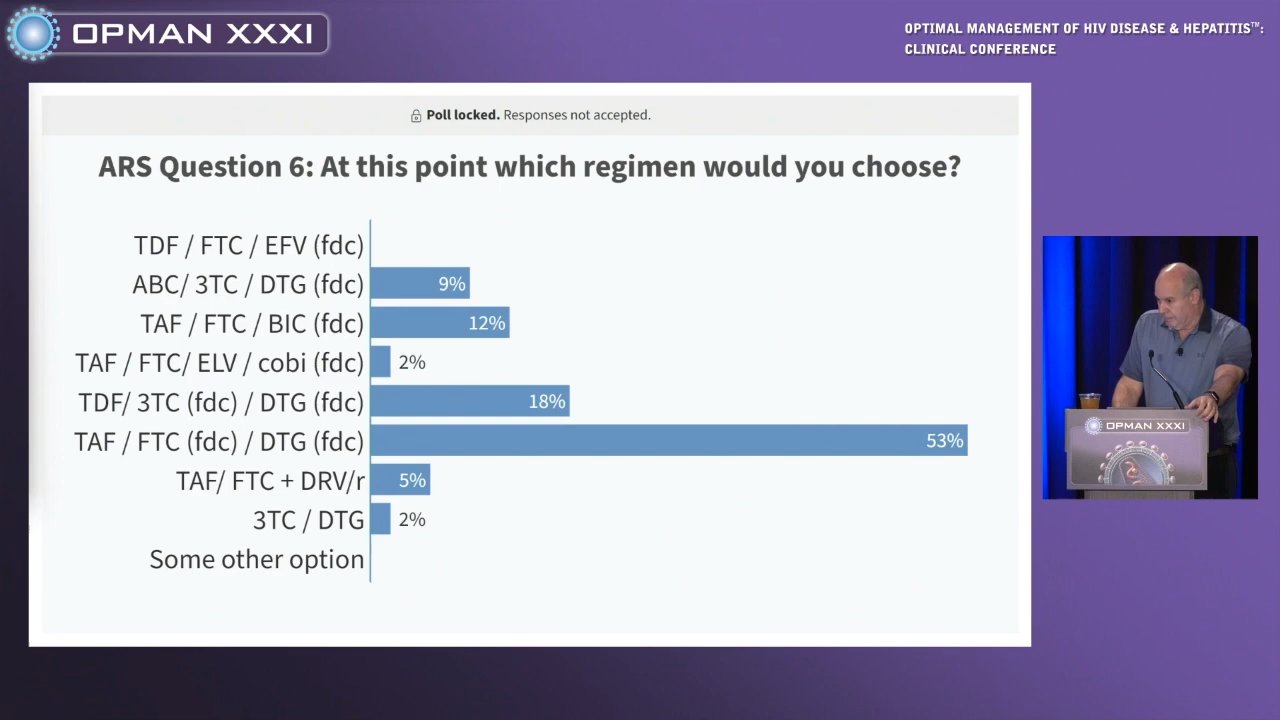 OPMAN XXXI
OPTIMAL MANAGEMENT OF HIV DISEASE & HEPATITIS™:
CLINICAL CONFERENCE
Poll locked. Responses not accepted.
ARS Question 6: At this point which regimen would you choose?
TDF / FTC / EFV (fdc)
ABC/ 3TC / DTG (fdc) 9%
TAF / FTC / BIC (fdc) 12%
TAF / FTC/ ELV / cobi (fdc) 2%
TDF/ 3TC (fdc) / DTG (fdc) 18%
TAF / FTC (fdc) / DTG (fdc) 53%
TAF/ FTC + DRV/r 5%
3TC / DTG 2%
Some other option
OPMAN XXXI